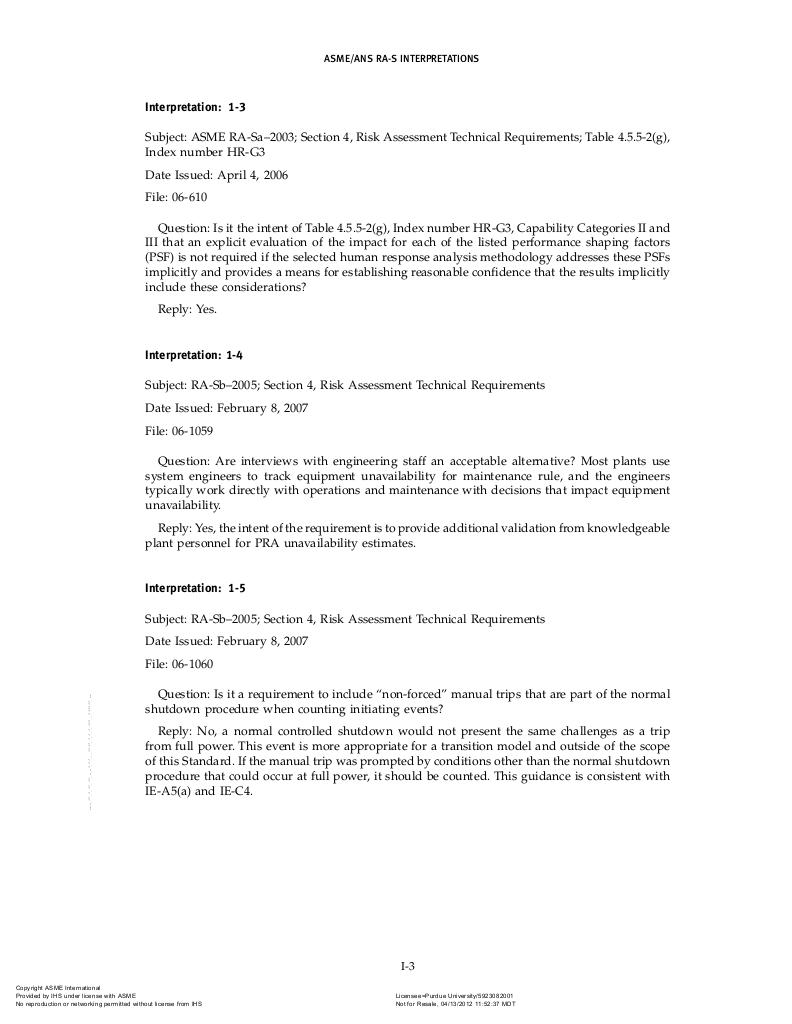 ASME/ANS RA-S INTERPRETATIONS
Interpretation: 1-3
Subject: ASME RA-Sa–2003; Section 4, Risk Assessment Technical Requirements; Table 4.5.5-2(g),
Index number HR-G3
Date Issued: April 4, 2006
File: 06-610
Question: Is it the intent of Table 4.5.5-2(g), Index number HR-G3, Capability Categories II and
III that an explicit evaluation of the impact for each of the listed performance shaping factors
(PSF) is not required if the selected human response analysis methodology addresses these PSFs
implicitly and provides a means for establishing reasonable confidence that the results implicitly
include these considerations?
Reply: Yes.
Interpretation: 1-4
Subject: RA-Sb–2005; Section 4, Risk Assessment Technical Requirements
Date Issued: February 8, 2007
File: 06-1059
Question: Are interviews with engineering staff an acceptable alternative? Most plants use
system engineers to track equipment unavailability for maintenance rule, and the engineers
typically work directly with operations and maintenance with decisions that impact equipment
unavailability.
Reply: Yes, the intent of the requirement is to provide additional validation from knowledgeable
plant personnel for PRA unavailability estimates.
Interpretation: 1-5
Subject: RA-Sb–2005; Section 4, Risk Assessment Technical Requirements
Date Issued: February 8, 2007
File: 06-1060
Question: Is it a requirement to include “non-forced” manual trips that are part of the normal
shutdown procedure when counting initiating events?
Reply: No, a normal controlled shutdown would not present the same challenges as a trip
from full power. This event is more appropriate for a transition model and outside of the scope
of this Standard. If the manual trip was prompted by conditions other than the normal shutdown
procedure that could occur at full power, it should be counted. This guidance is consistent with
IE-A5(a) and IE-C4.
I-3
Copyright ASME International
Provided by IHS under license with ASME
No reproduction or networking permitted without license from IHS
Licensee=Purdue University/5923082001
Not for Resale, 04/13/2012 11:52:37 MDT